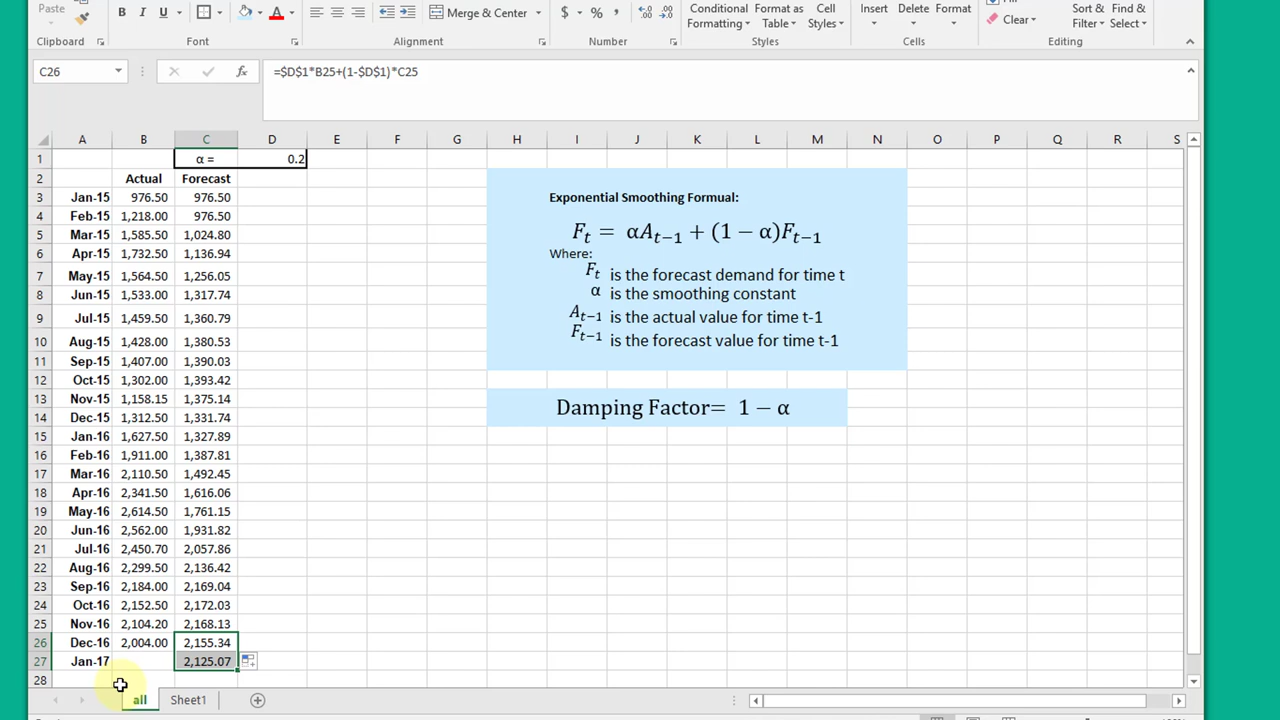 Paste
B I U
A
Merge & Center
$ % ,
Conditional Formatting
Format as Table
Cell Styles
Insert
Delete
Format
Clear
Sort & Filter
Find & Select
Clipboard
Font
Alignment
Number
Styles
Cells
Editing
C26
fx
=$D$1*B25+(1-$D$1)*C25
A B C D E F G H I J K L M N O P Q R S
1 α = 0.2
2 Actual Forecast
3 Jan-15 976.50 976.50
4 Feb-15 1,218.00 976.50
5 Mar-15 1,585.50 1,024.80
6 Apr-15 1,732.50 1,136.94
7 May-15 1,564.50 1,256.05
8 Jun-15 1,533.00 1,317.74
9 Jul-15 1,459.50 1,360.79
10 Aug-15 1,428.00 1,380.53
11 Sep-15 1,407.00 1,390.03
12 Oct-15 1,302.00 1,393.42
13 Nov-15 1,158.15 1,375.14
14 Dec-15 1,312.50 1,331.74
15 Jan-16 1,627.50 1,327.89
16 Feb-16 1,911.00 1,387.81
17 Mar-16 2,110.50 1,492.45
18 Apr-16 2,341.50 1,616.06
19 May-16 2,614.50 1,761.15
20 Jun-16 2,562.00 1,931.82
21 Jul-16 2,450.70 2,057.86
22 Aug-16 2,299.50 2,136.42
23 Sep-16 2,184.00 2,169.04
24 Oct-16 2,152.50 2,172.03
25 Nov-16 2,104.20 2,168.13
26 Dec-16 2,004.00 2,155.34
27 Jan-17 2,125.07
28
Exponential Smoothing Formual:
Fₜ = αAₜ₋₁ + (1 − α)Fₜ₋₁
Where:
Fₜ is the forecast demand for time t
α is the smoothing constant
Aₜ₋₁ is the actual value for time t-1
Fₜ₋₁ is the forecast value for time t-1
Damping Factor= 1 − α
all Sheet1